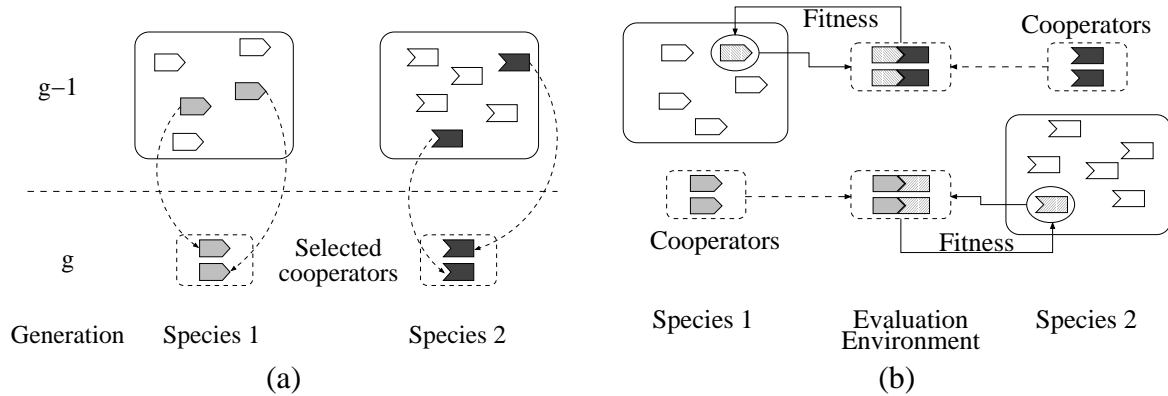 g–1
g
Selected
cooperators
Generation
Species 1
Species 2
(a)
Fitness
Cooperators
Cooperators
Fitness
Species 1
Evaluation
Environment
Species 2
(b)